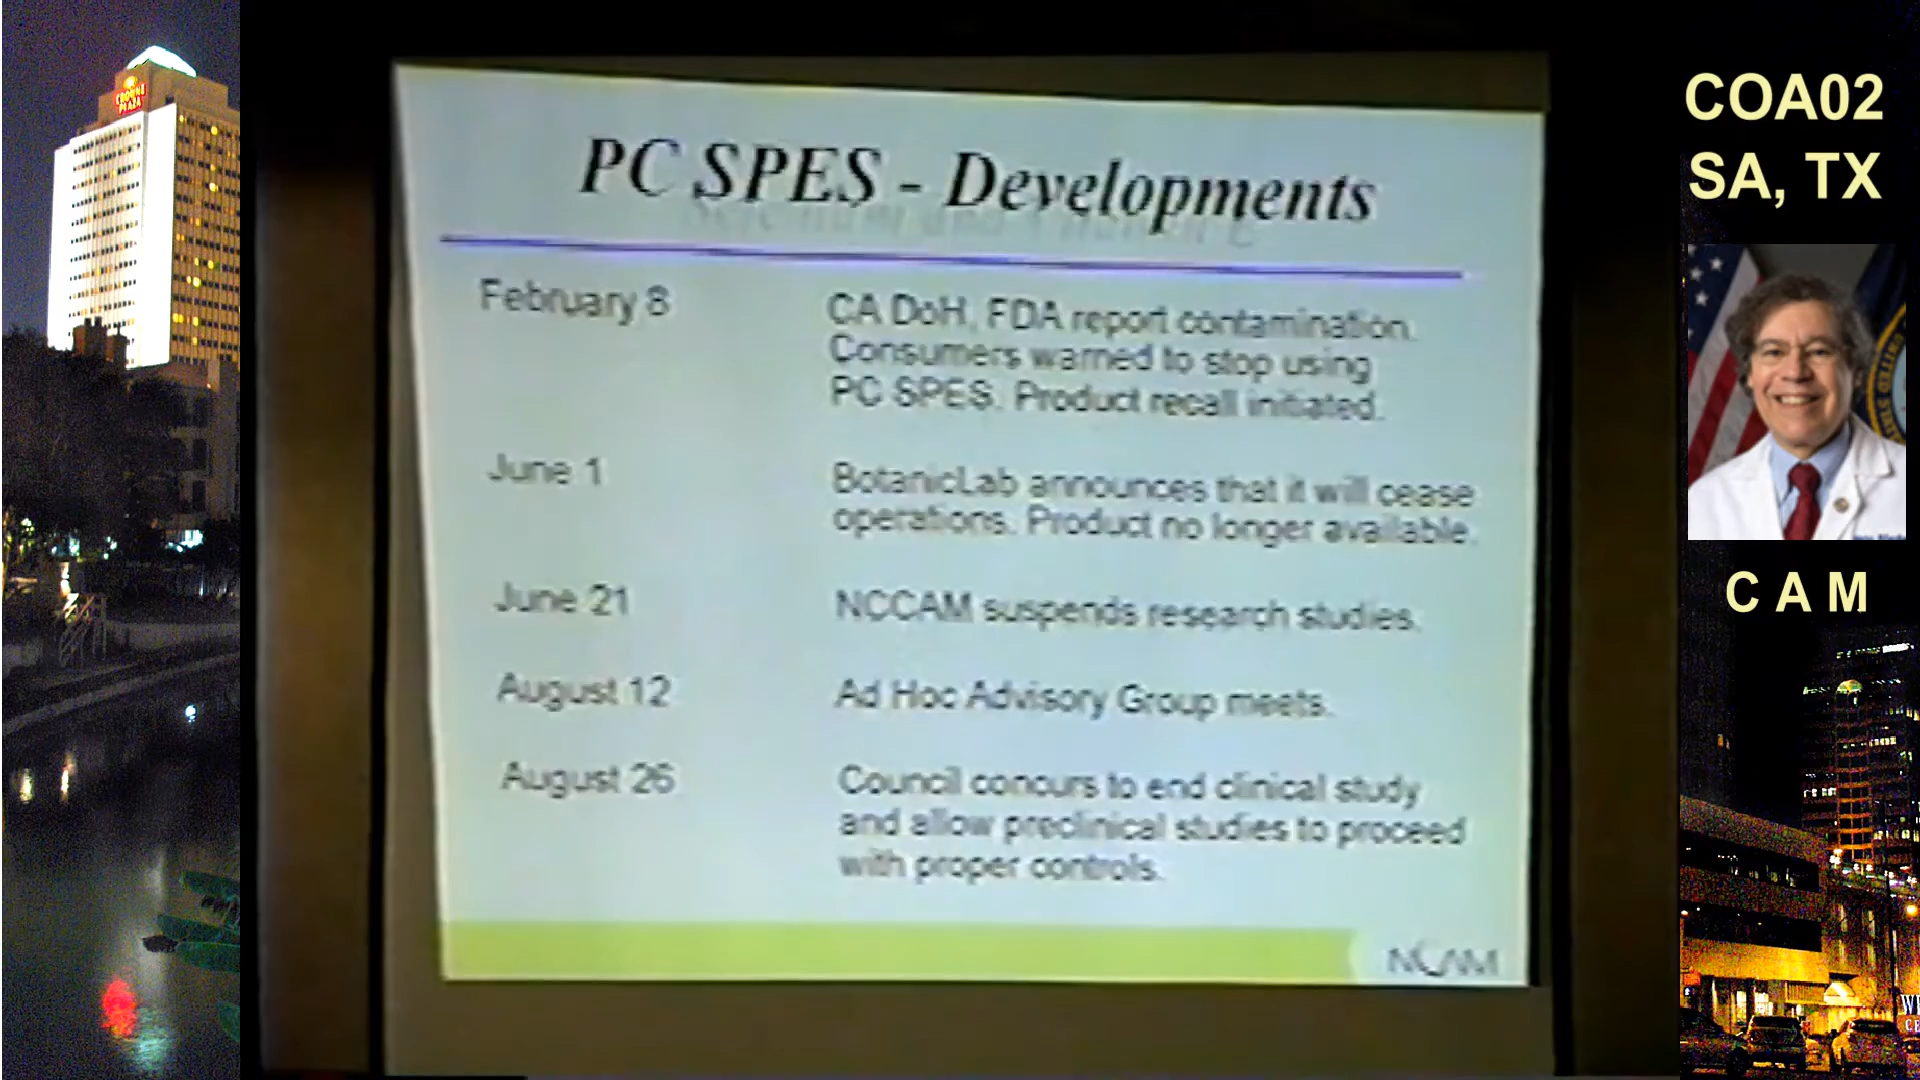 CROWNE
PLAZA
PC SPES - Developments
February 8
CA DoH, FDA report contamination.
Consumers warned to stop using
PC SPES. Product recall initiated.
June 1
BotanicLab announces that it will cease
operations. Product no longer available.
June 21
NCCAM suspends research studies.
August 12
Ad Hoc Advisory Group meets.
August 26
Council concurs to end clinical study
and allow preclinical studies to proceed
with proper controls.
COA02
SA, TX
C A M